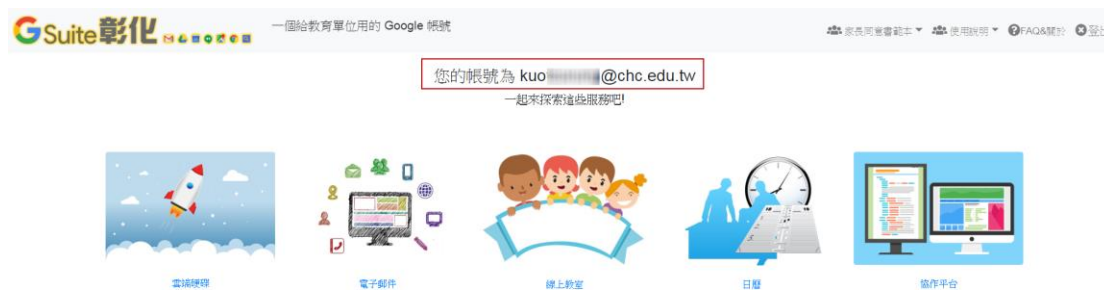 GSuite彰化
一個給教育單位用的 Google 帳號
家長同意書範本 使用說明 FAQ&關於 登出
您的帳號為 kuo @chc.edu.tw
一起來探索這些服務吧!
雲端硬碟 電子郵件 線上教室 日曆 協作平台